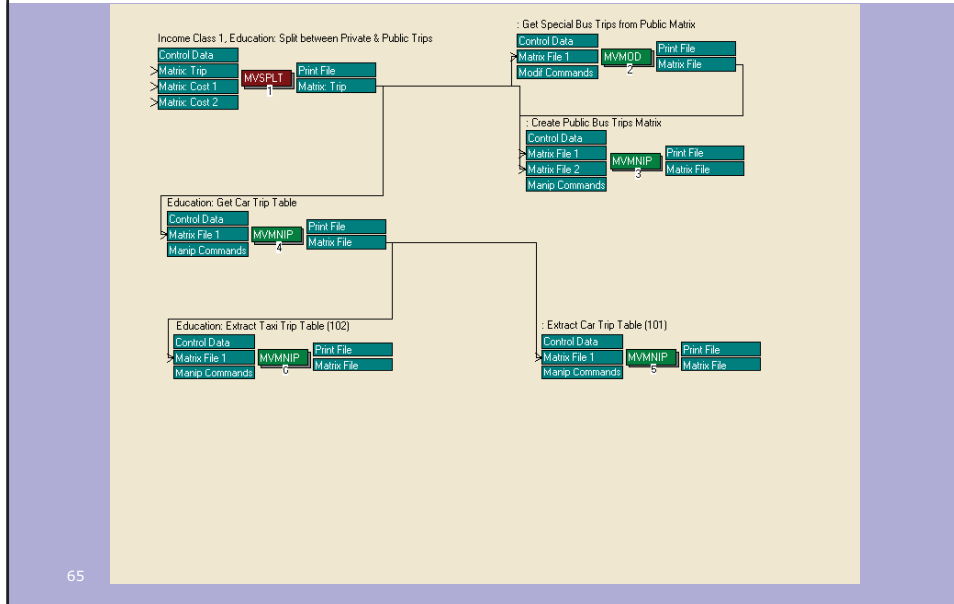 Income Class 1, Education: Split between Private & Public Trips
Control Data
Matrix: Trip
Matrix: Cost 1
Matrix: Cost 2
MVSPLT
1
Print File
Matrix: Trip
: Get Special Bus Trips from Public Matrix
Control Data
Matrix File 1
Modif Commands
MVMOD
2
Print File
Matrix File
: Create Public Bus Trips Matrix
Control Data
Matrix File 1
Matrix File 2
Manip Commands
MVMNIP
3
Print File
Matrix File
Education: Get Car Trip Table
Control Data
Matrix File 1
Manip Commands
MVMNIP
4
Print File
Matrix File
Education: Extract Taxi Trip Table (102)
Control Data
Matrix File 1
Manip Commands
MVMNIP
6
Print File
Matrix File
: Extract Car Trip Table (101)
Control Data
Matrix File 1
Manip Commands
MVMNIP
5
Print File
Matrix File
65